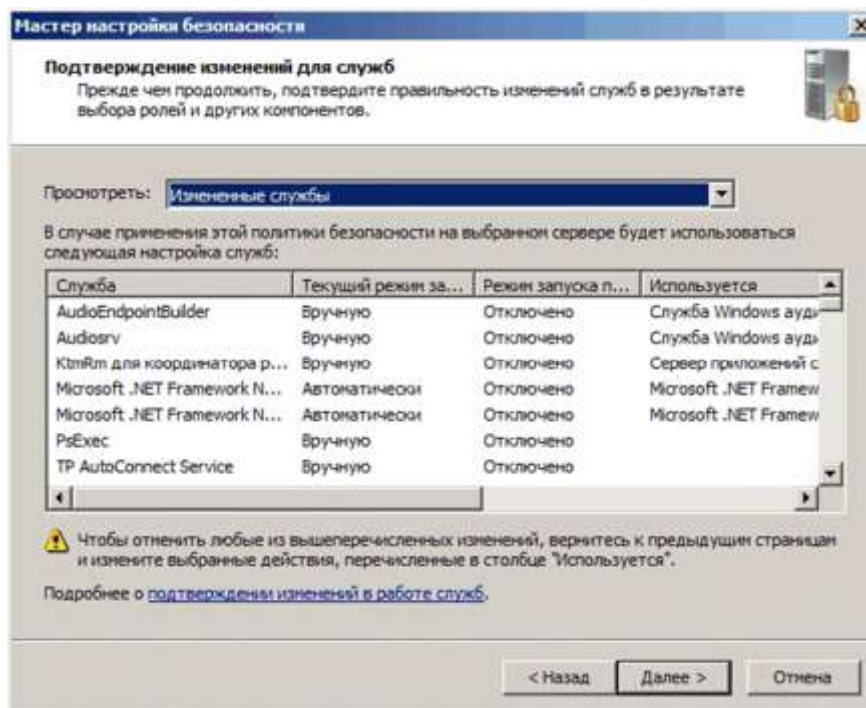 Мастер настройки безопасности
Подтверждение изменений для служб
Прежде чем продолжить, подтвердите правильность изменений служб в результате
выбора ролей и других компонентов.
Просмотреть: Измененные службы
В случае применения этой политики безопасности на выбранном сервере будет использоваться
следующая настройка служб:
Служба Текущий режим за... Режим запуска п... Используется
AudioEndpointBuilder Вручную Отключено Служба Windows ауди
Audiosrv Вручную Отключено Служба Windows ауди
KtmRm для координатора р... Вручную Отключено Сервер приложений с
Microsoft .NET Framework N... Автоматически Отключено Microsoft .NET Framew
Microsoft .NET Framework N... Автоматически Отключено Microsoft .NET Framew
PsExec Вручную Отключено
TP AutoConnect Service Вручную Отключено
Чтобы отменить любые из вышеперечисленных изменений, вернитесь к предыдущим страницам
и измените выбранные действия, перечисленные в столбце "Используется".
Подробнее о подтверждении изменений в работе служб.
< Назад Далее > Отмена